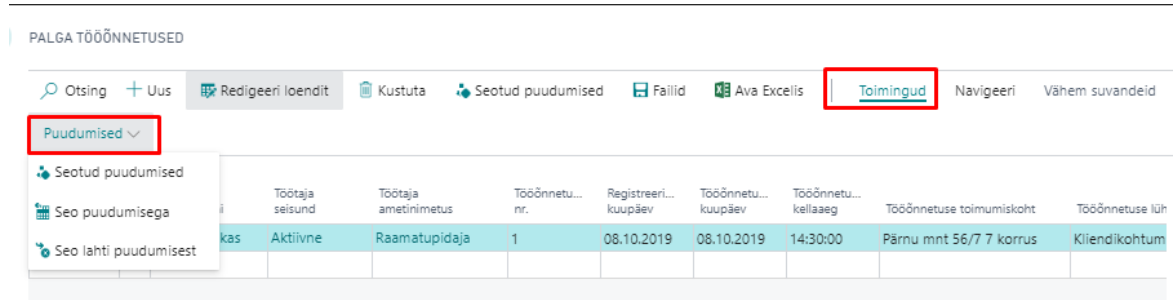 PALGA TÖÖÕNNETUSED
Otsing + Uus Redigeeri loendit Kustuta Seotud puudumised Failid Ava Excelis Toimingud Navigeeri Vähem suvandeid
Puudumised
Seotud puudumised
Seo puudumisega
Seo lahti puudumisest
Töötaja seisund
Töötaja ametinimetus
Tööõnnetu... nr.
Registreeri... kuupäev
Tööõnnetu... kuupäev
Tööõnnetu... kellaaeg
Tööõnnetuse toimumiskoht
Tööõnnetuse lüh
kas Aktiivne Raamatupidaja 1 08.10.2019 08.10.2019 14:30:00 Pärnu mnt 56/7 7 korrus Kliendikohtum